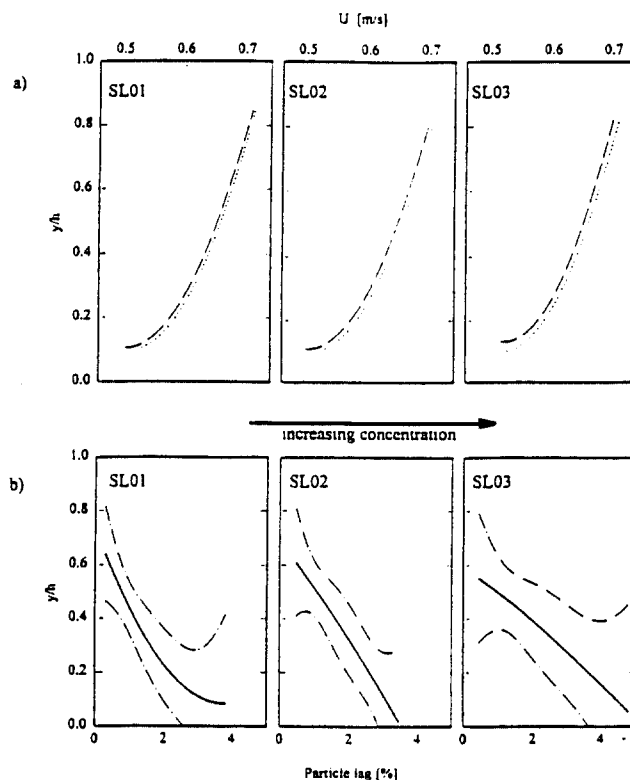 U [m/s]
0.5 0.6 0.7 0.5 0.6 0.7 0.5 0.6 0.7
a)
SL01 SL02 SL03
1.0
0.8
0.6
y/h
0.4
0.2
0.0
increasing concentration
b)
SL01 SL02 SL03
1.0
0.8
0.6
y/h
0.4
0.2
0.0
0 2 4 0 2 4 0 2 4
Particle lag [%]